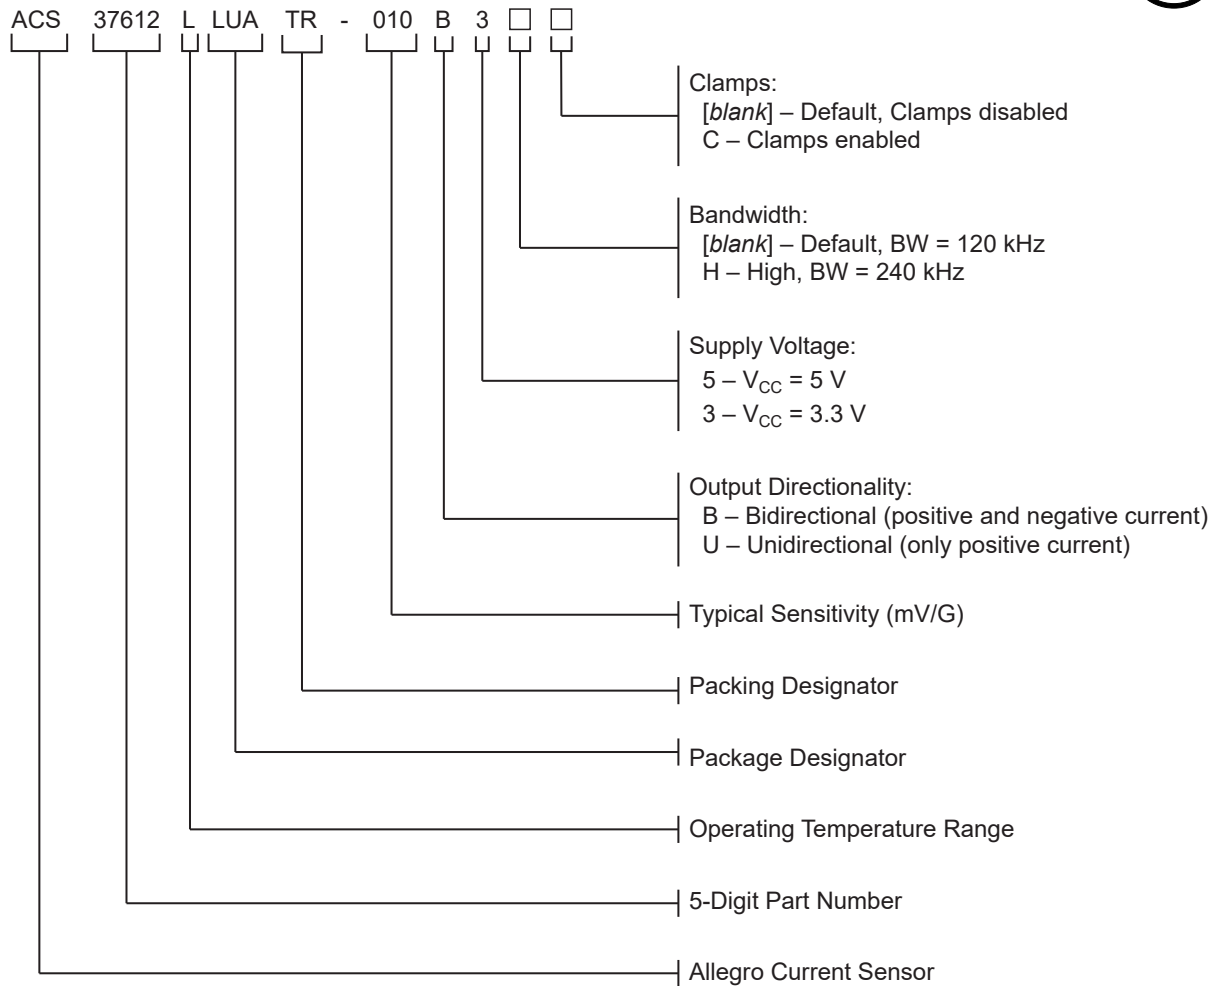 ACS 37612 L LUA TR - 010 B 3 □ □
Clamps:
[blank] – Default, Clamps disabled
C – Clamps enabled
Bandwidth:
[blank] – Default, BW = 120 kHz
H – High, BW = 240 kHz
Supply Voltage:
5 – VCC = 5 V
3 – VCC = 3.3 V
Output Directionality:
B – Bidirectional (positive and negative current)
U – Unidirectional (only positive current)
Typical Sensitivity (mV/G)
Packing Designator
Package Designator
Operating Temperature Range
5-Digit Part Number
Allegro Current Sensor